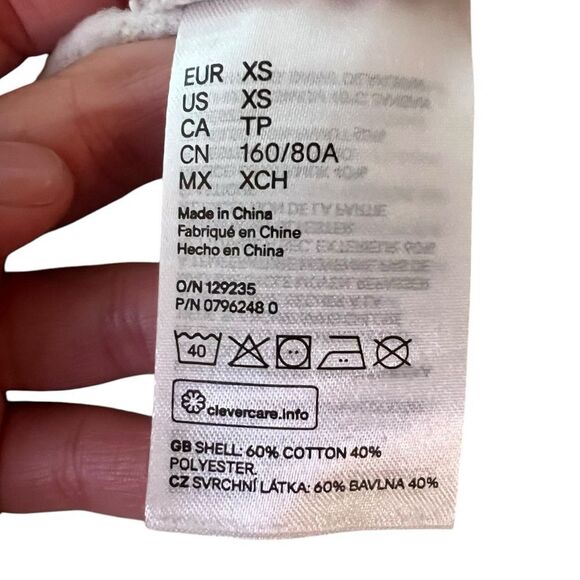 EUR XS
US XS
CA TP
CN 160/80A
MX XCH
Made in China
Fabriqué en Chine
Hecho en China
O/N 129235
P/N 0796248 0
40
clevercare.info
GB SHELL: 60% COTTON 40%
POLYESTER.
CZ SVRCHNÍ LÁTKA: 60% BAVLNA 40%